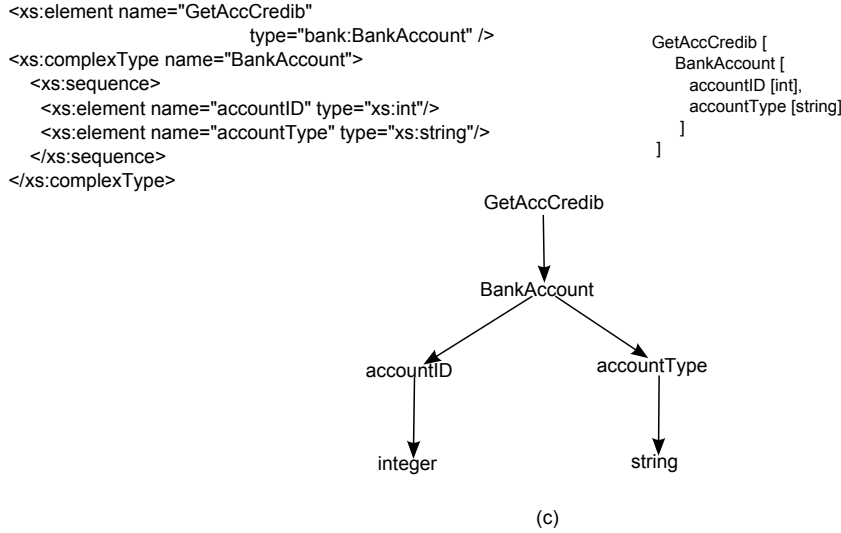 <xs:element name="GetAccCredib"
type="bank:BankAccount" />
<xs:complexType name="BankAccount">
<xs:sequence>
<xs:element name="accountID" type="xs:int"/>
<xs:element name="accountType" type="xs:string"/>
</xs:sequence>
</xs:complexType>
GetAccCredib [
BankAccount [
accountID [int],
accountType [string]
]
]
GetAccCredib
BankAccount
accountID
accountType
integer
string
(c)